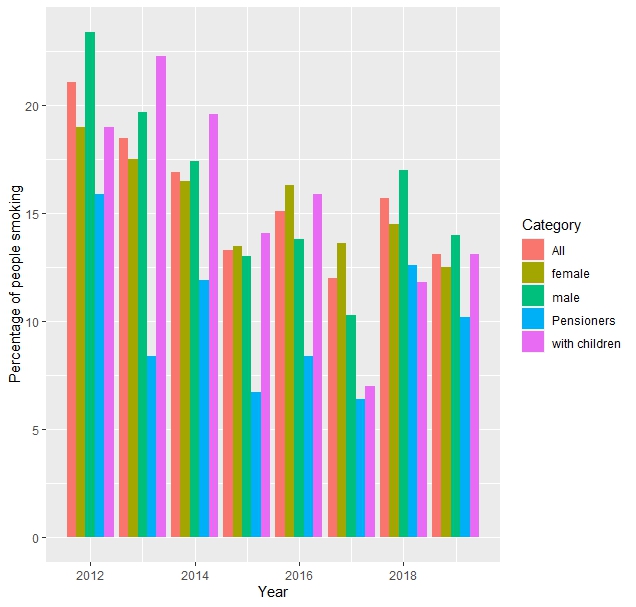 Percentage of people smoking
20
15
10
5
0
2012
2014
2016
2018
Year
Category
All
female
male
Pensioners
with children